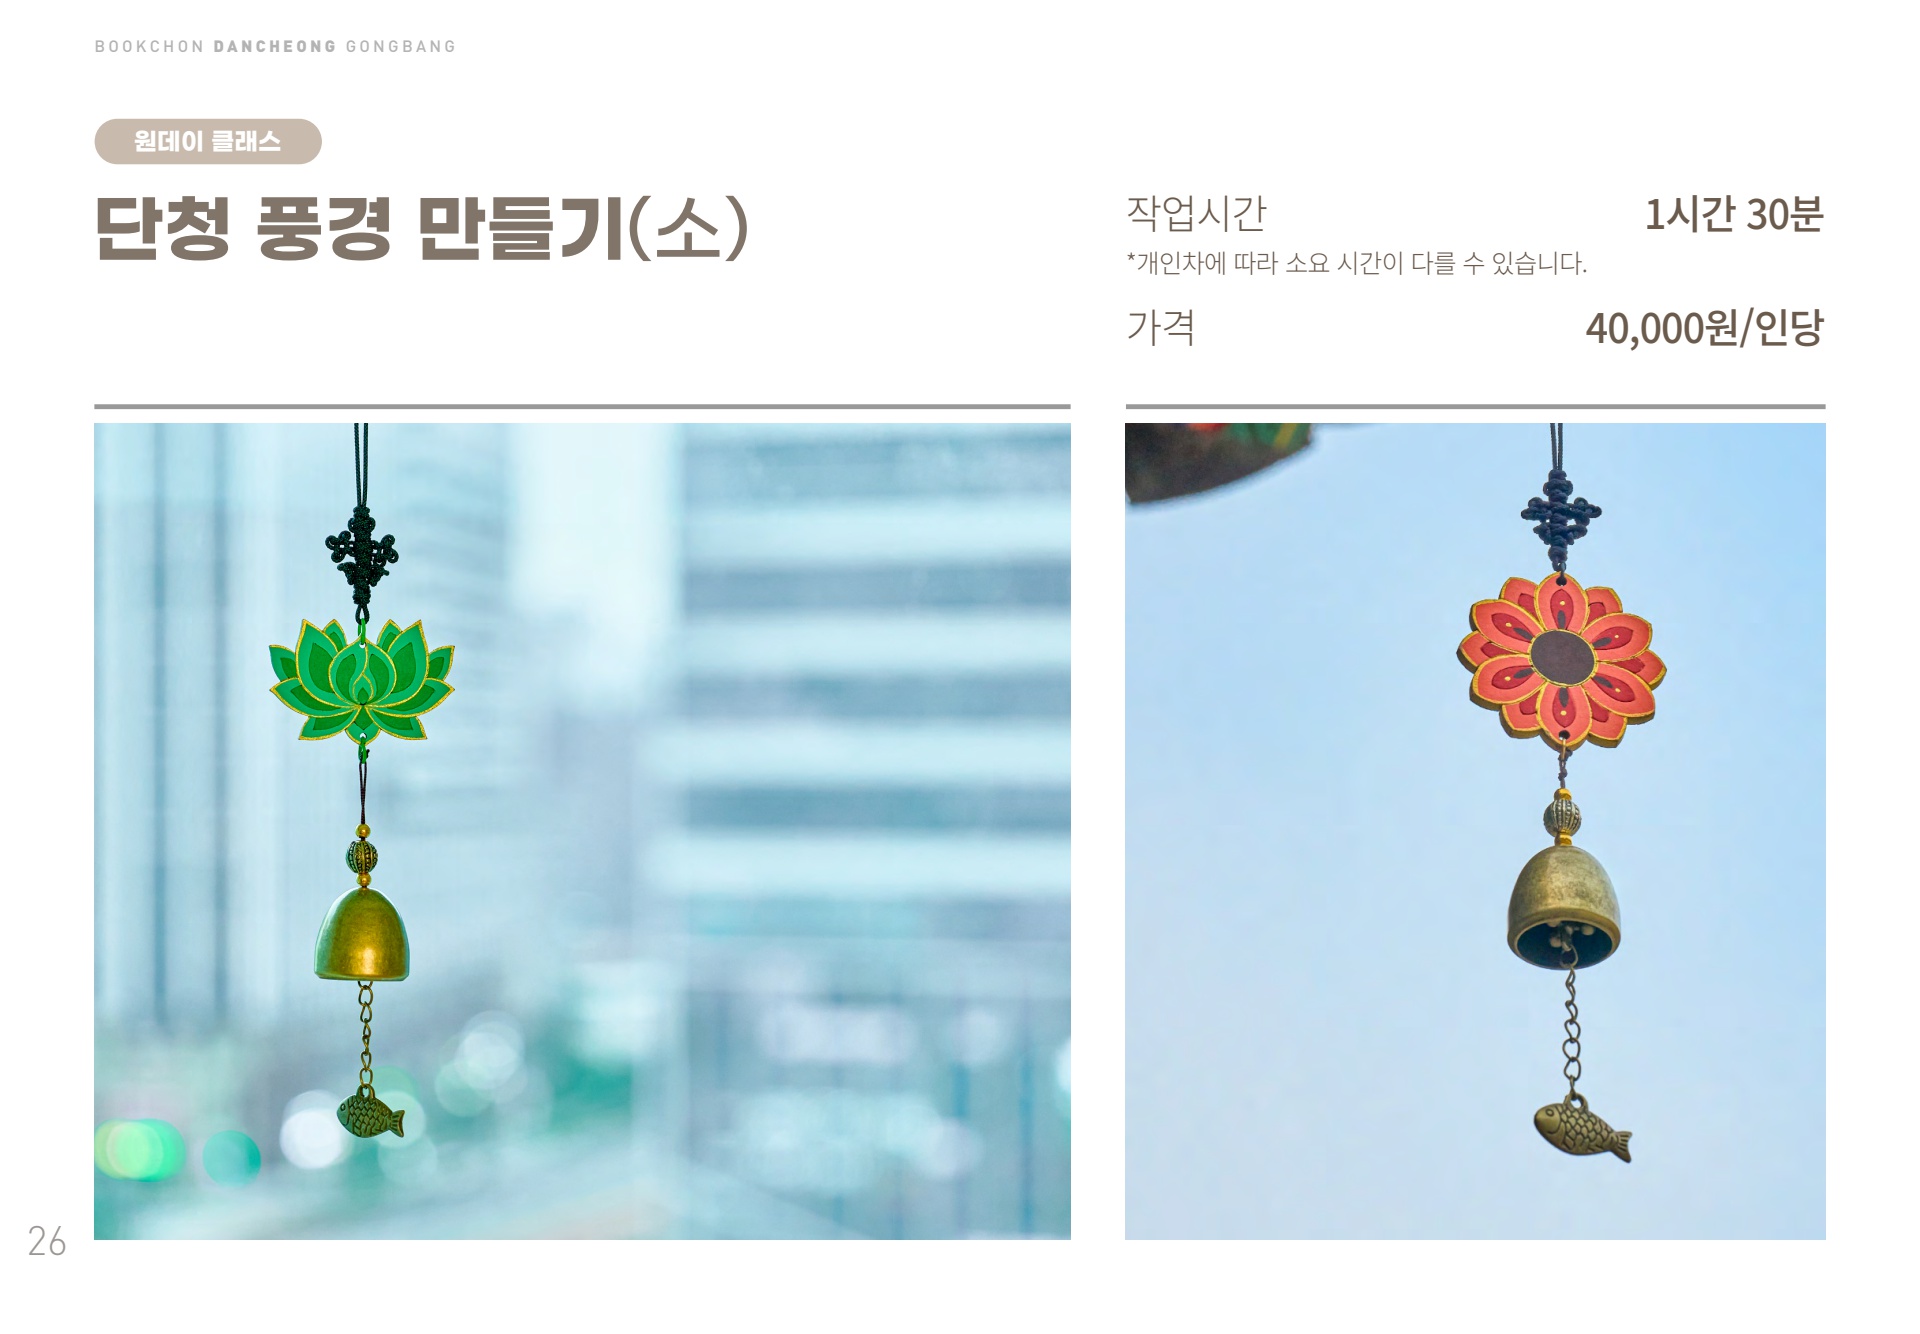 BOOKCHON DANCHEONG GONGBANG
원데이 클래스
단청 풍경 만들기(소)
작업시간 1시간 30분
*개인차에 따라 소요 시간이 다를 수 있습니다.
가격 40,000원/인당
26